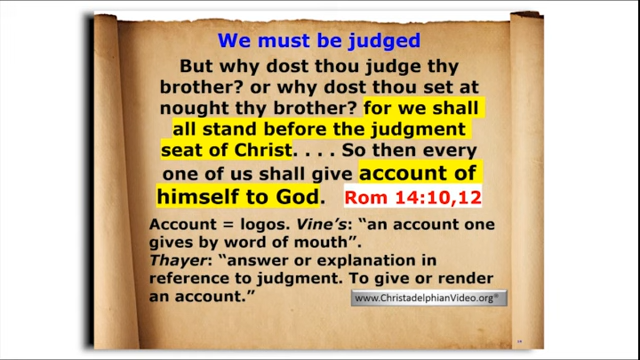 We must be judged
But why dost thou judge thy
brother? or why dost thou set at
nought thy brother? for we shall
all stand before the judgment
seat of Christ. . . . So then every
one of us shall give account of
himself to God. Rom 14:10,12
Account = logos. Vine’s: “an account one
gives by word of mouth”.
Thayer: “answer or explanation in
reference to judgment. To give or render
an account.”
www.ChristadelphianVideo.org®